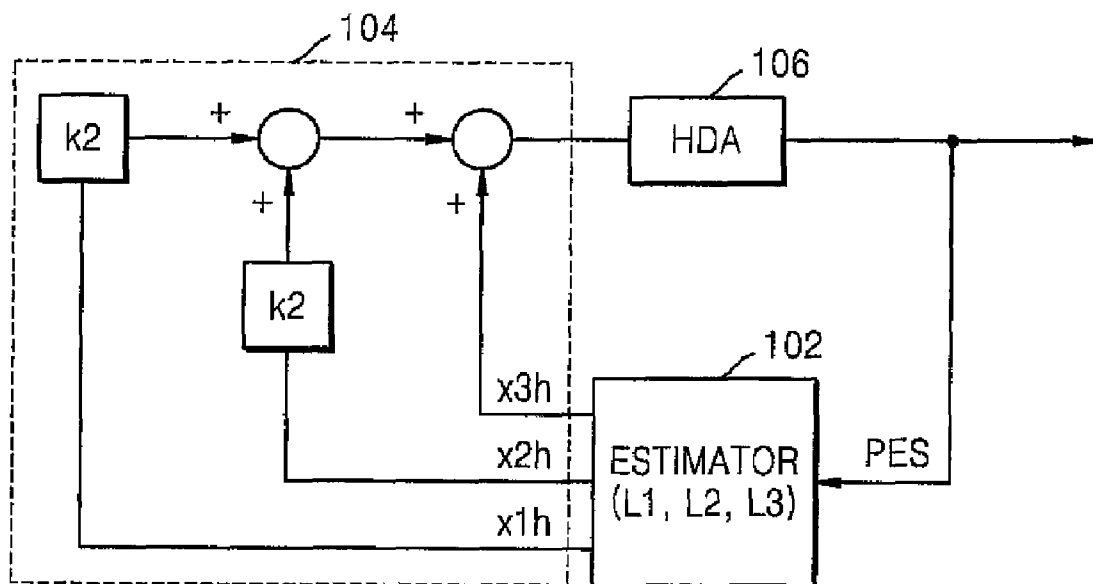 104
106
k2
+
+
HDA
+
+
k2
102
x3h
x2h
x1h
ESTIMATOR
(L1, L2, L3)
PES